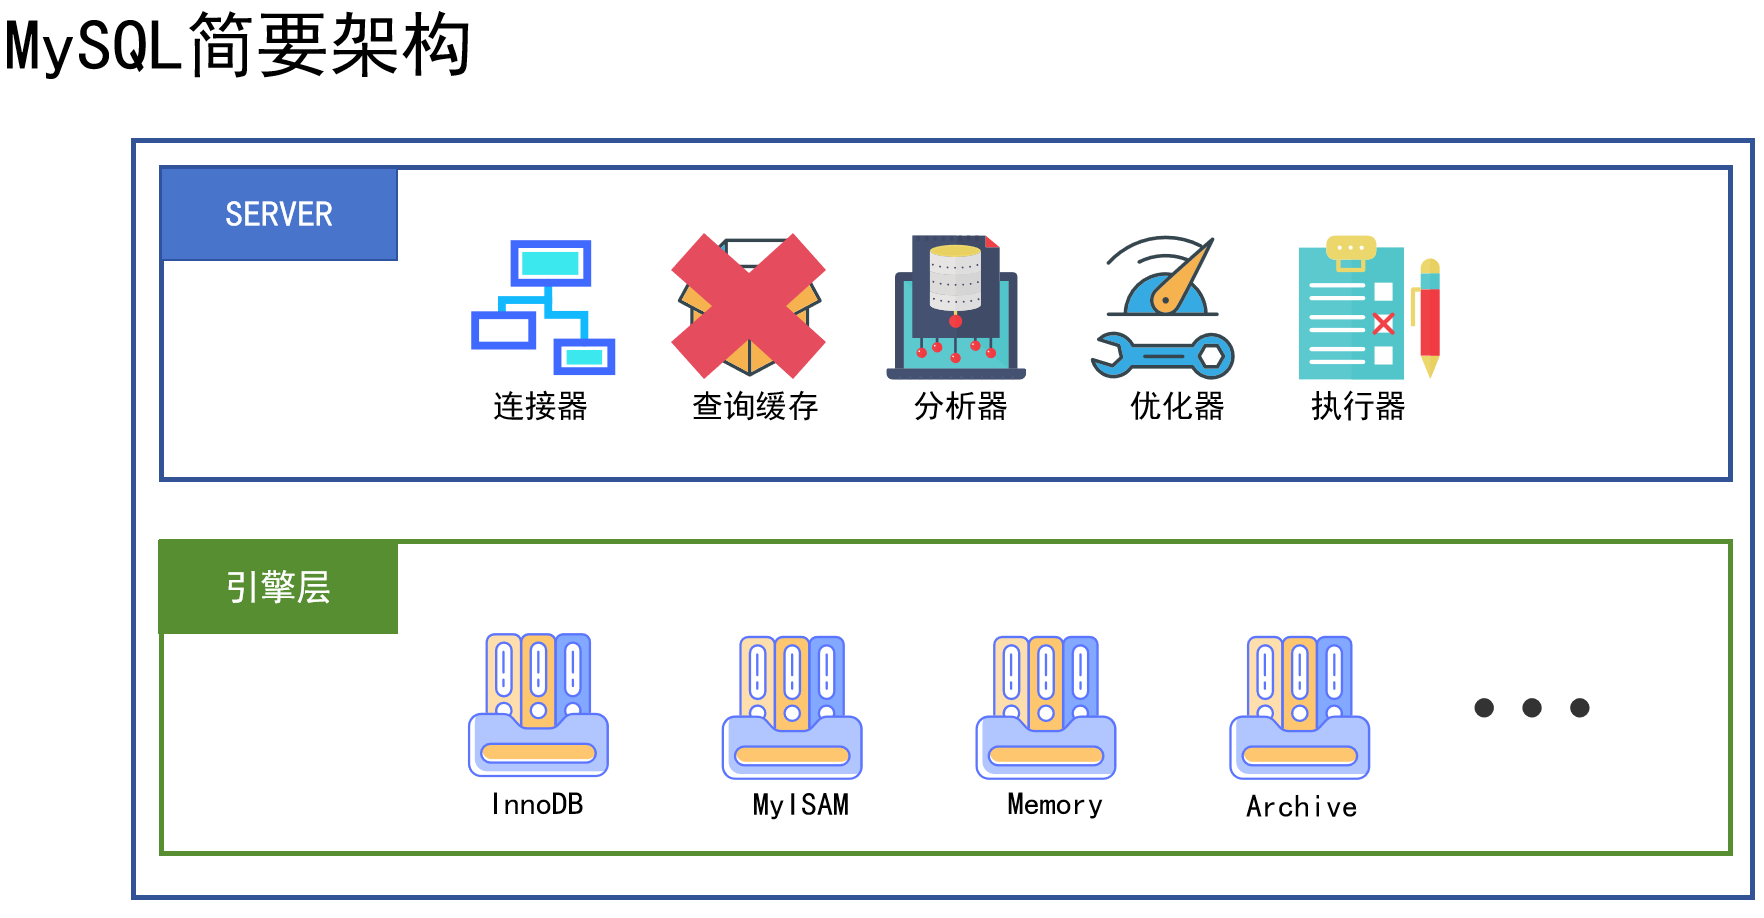 MySQL简要架构
SERVER
连接器
查询缓存
分析器
优化器
执行器
引擎层
InnoDB
MyISAM
Memory
Archive